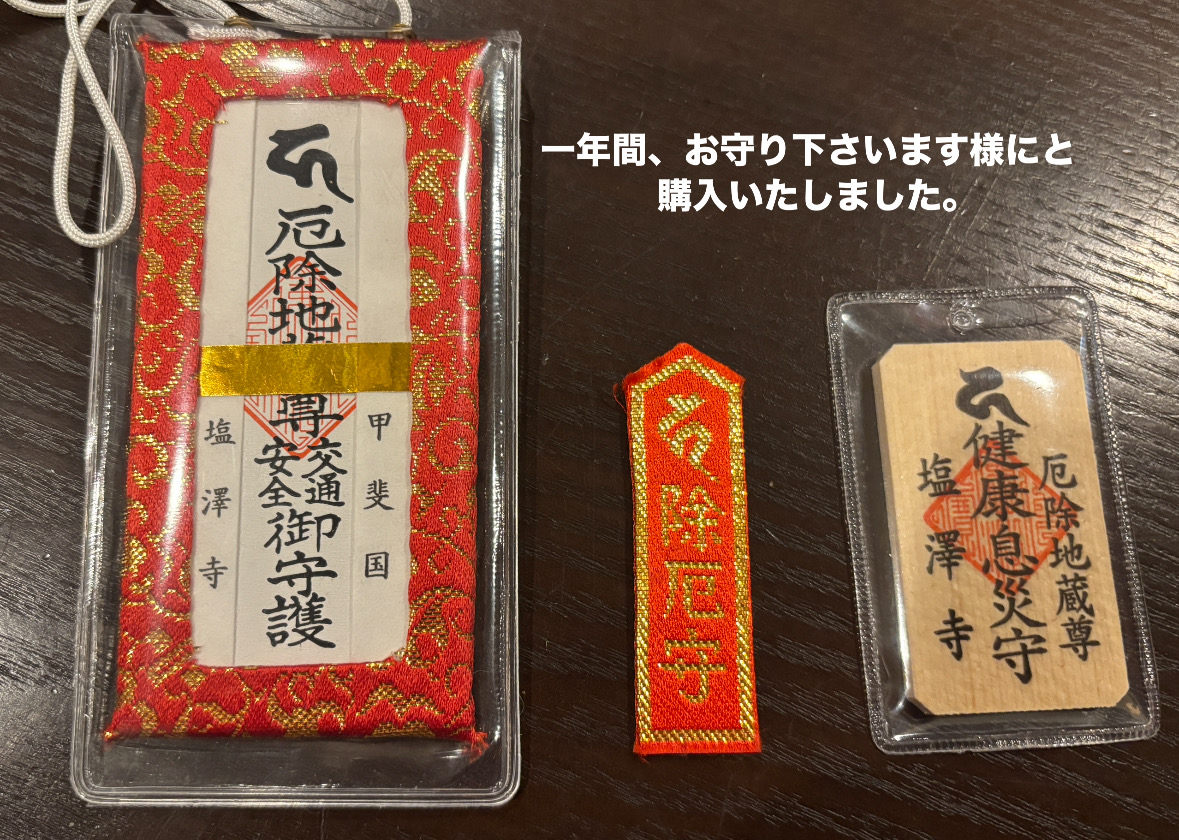 一年間、お守り下さいます様にと
購入いたしました。
甲斐国
厄除地蔵尊
交通
安全
御守護
塩澤寺
除厄守
厄除地蔵尊
健康息災守
塩澤寺